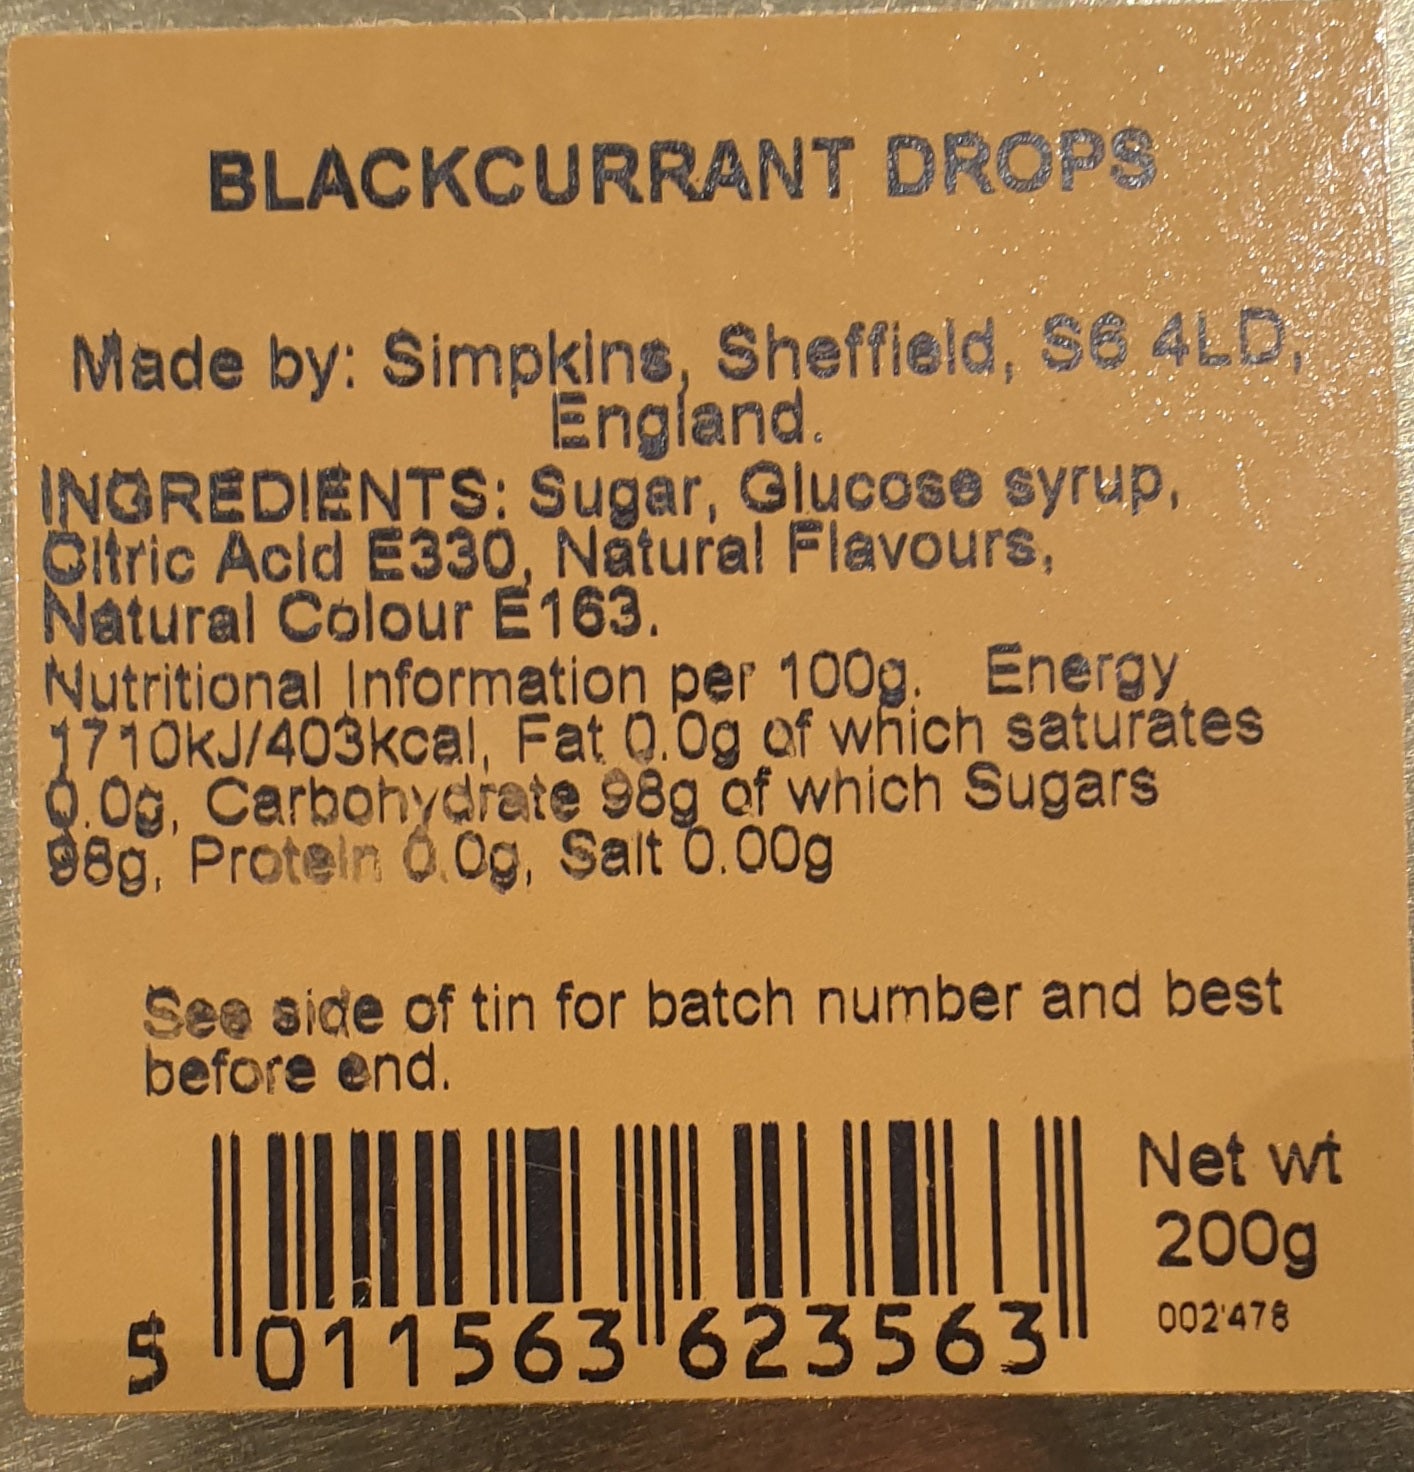 BLACKCURRANT DROPS
Made by: Simpkins, Sheffield, S6 4LD,
England.
INGREDIENTS: Sugar, Glucose syrup,
Citric Acid E330, Natural Flavours,
Natural Colour E163.
Nutritional Information per 100g. Energy
1710kJ/403kcal, Fat 0.0g of which saturates
0.0g, Carbohydrate 98g of which Sugars
98g, Protein 0.0g, Salt 0.00g
See side of tin for batch number and best
before end.
Net wt
200g
002'478
5 011563 623563